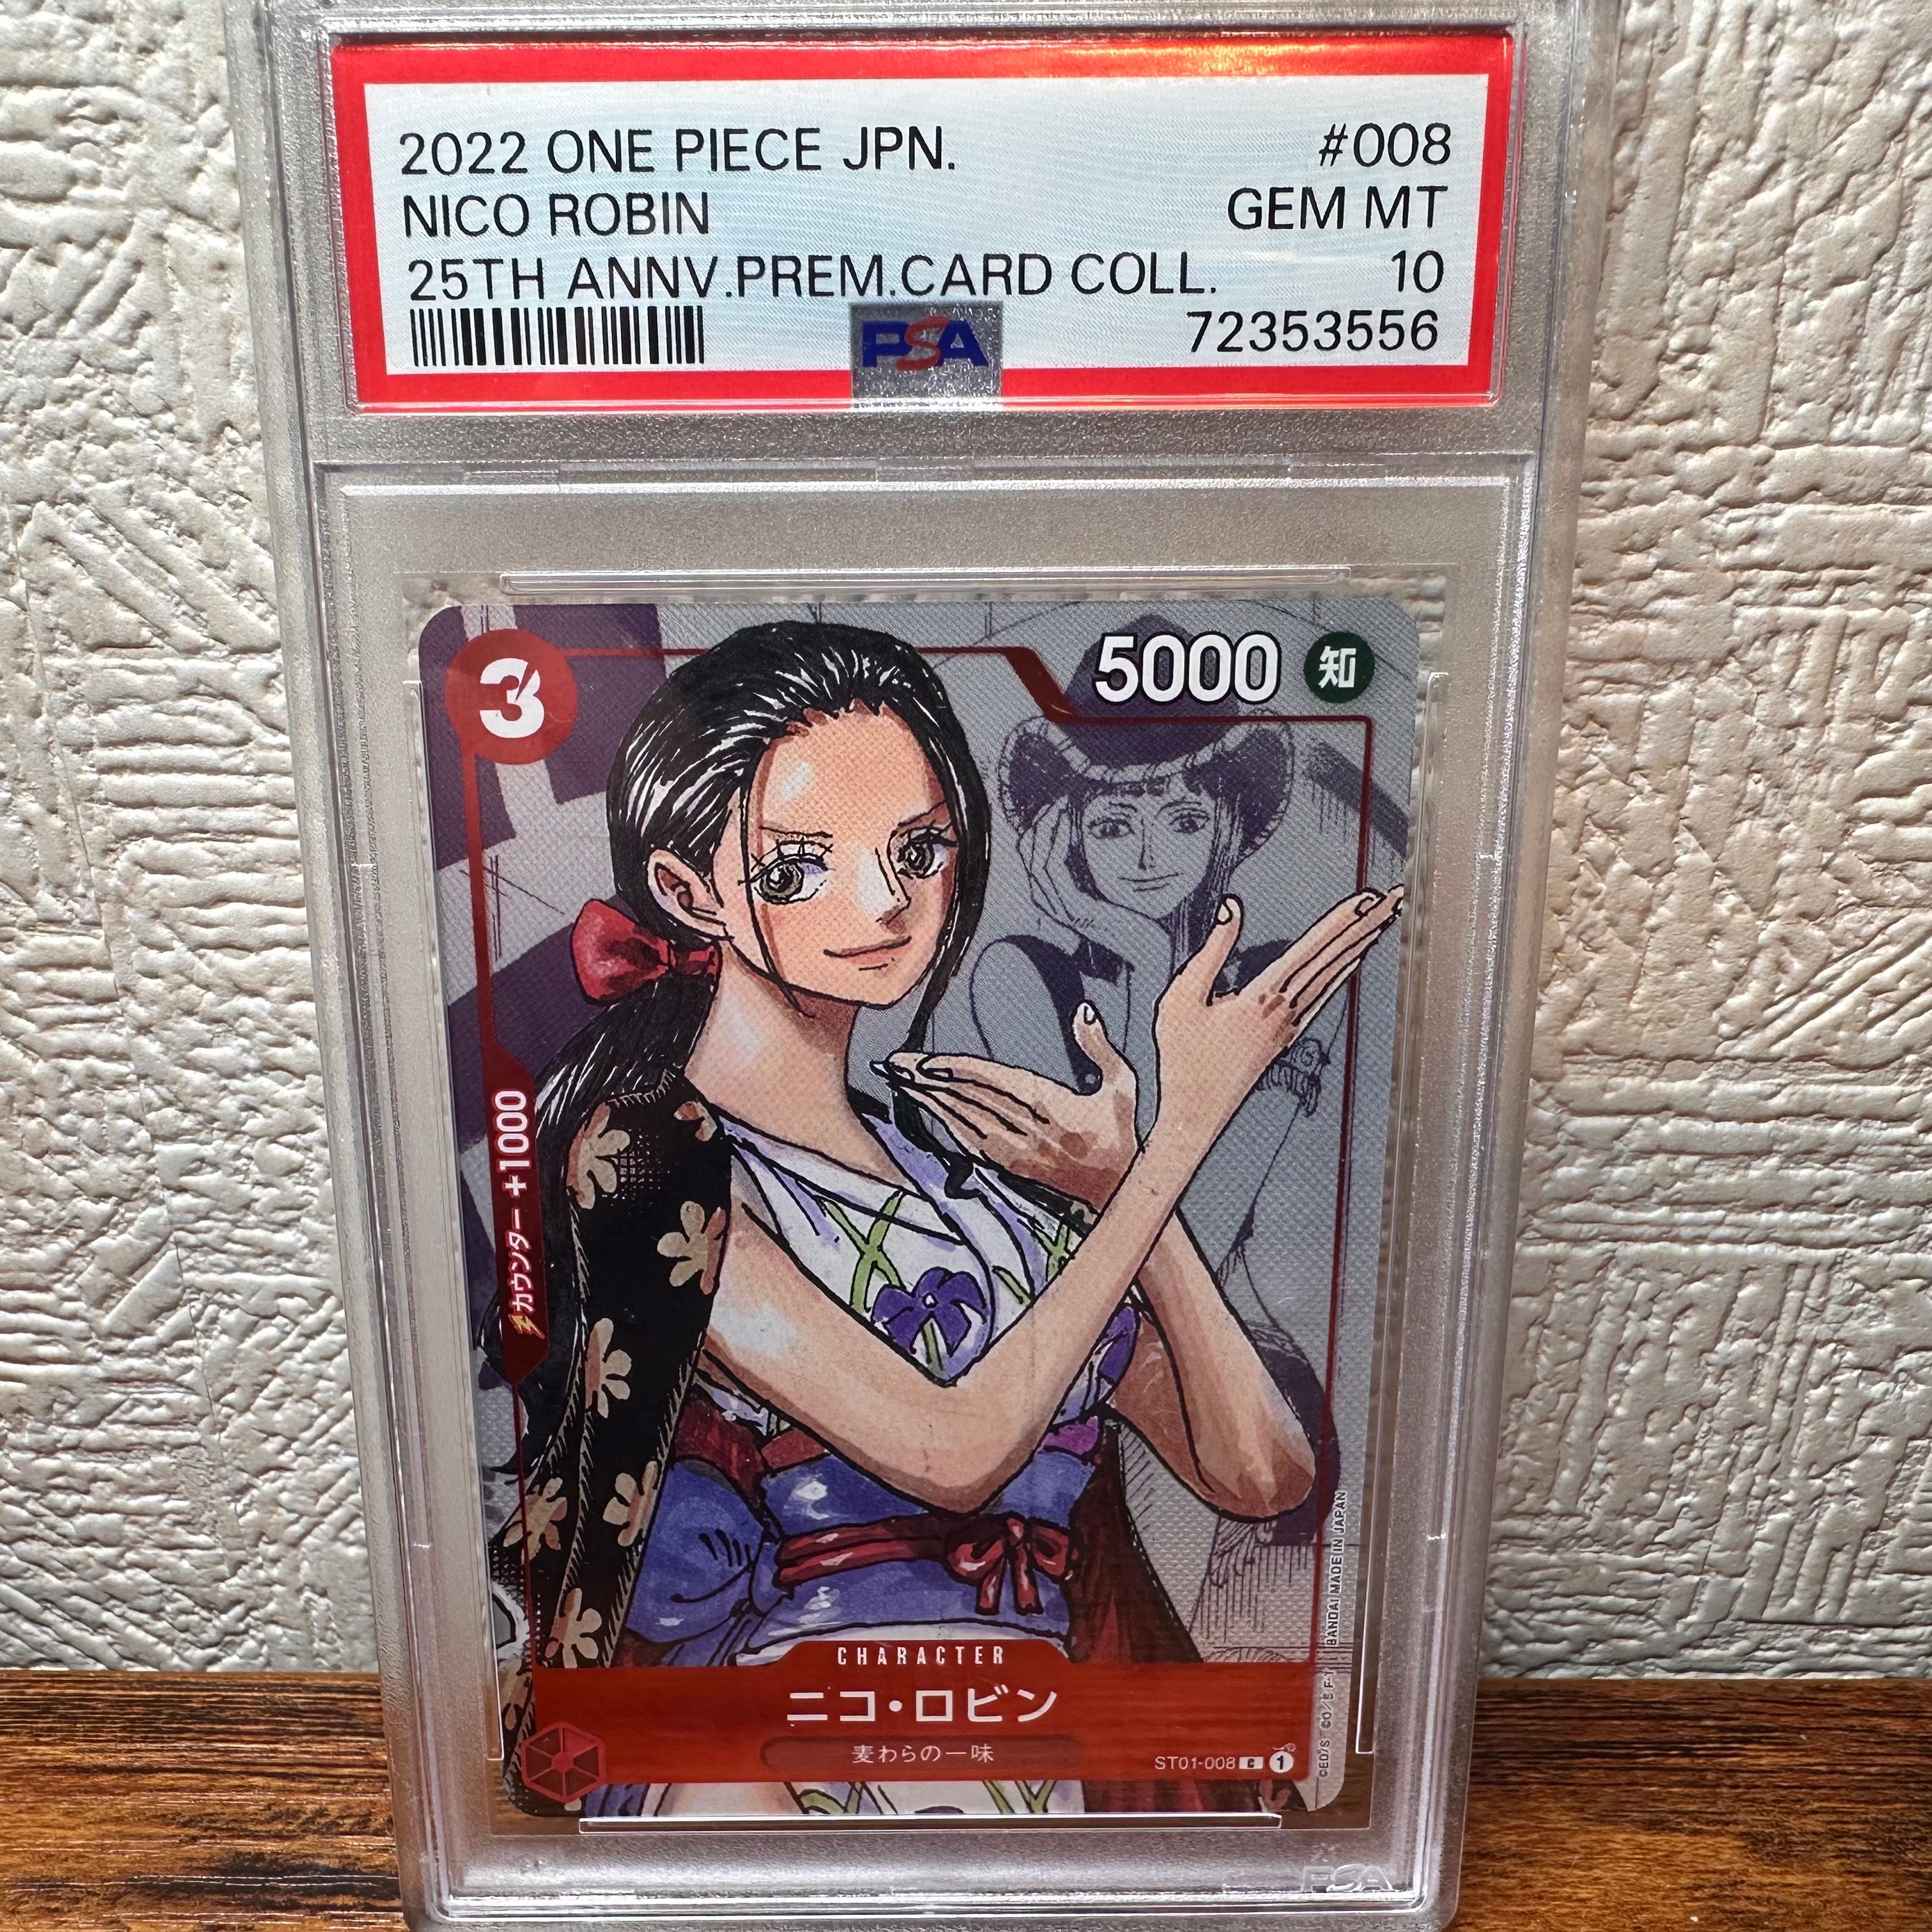 2022 ONE PIECE JPN. #008
NICO ROBIN GEM MT
25TH ANNV.PREM.CARD COLL. 10
PSA 72353556
3 5000 知
カウンター +1000
CHARACTER
ニコ・ロビン
麦わらの一味
ST01-008 C 1
BANDAI MADE IN JAPAN
PSA